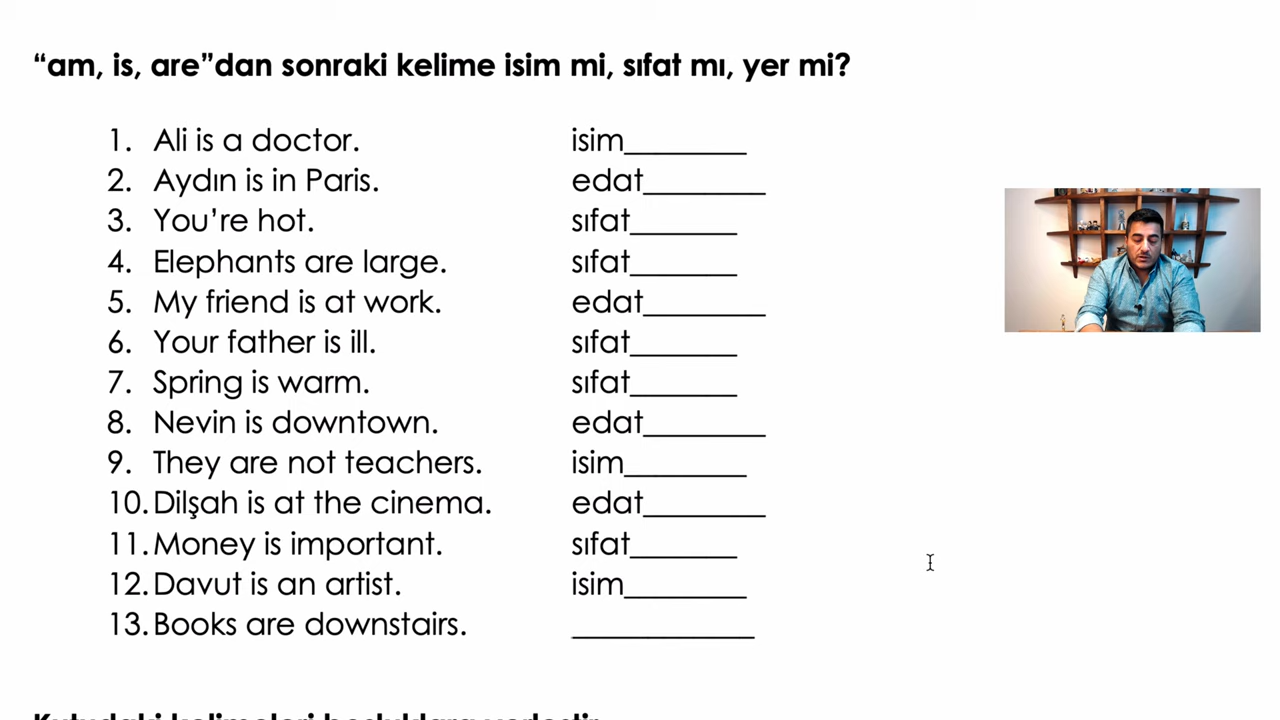 “am, is, are”dan sonraki kelime isim mi, sıfat mı, yer mi?
1. Ali is a doctor. isim________
2. Aydın is in Paris. edat________
3. You’re hot. sıfat_______
4. Elephants are large. sıfat_______
5. My friend is at work. edat________
6. Your father is ill. sıfat_______
7. Spring is warm. sıfat_______
8. Nevin is downtown. edat________
9. They are not teachers. isim________
10. Dilşah is at the cinema. edat________
11. Money is important. sıfat_______
12. Davut is an artist. isim________
13. Books are downstairs. ____________
Kutudaki kelimeleri boşluklara yerleştir